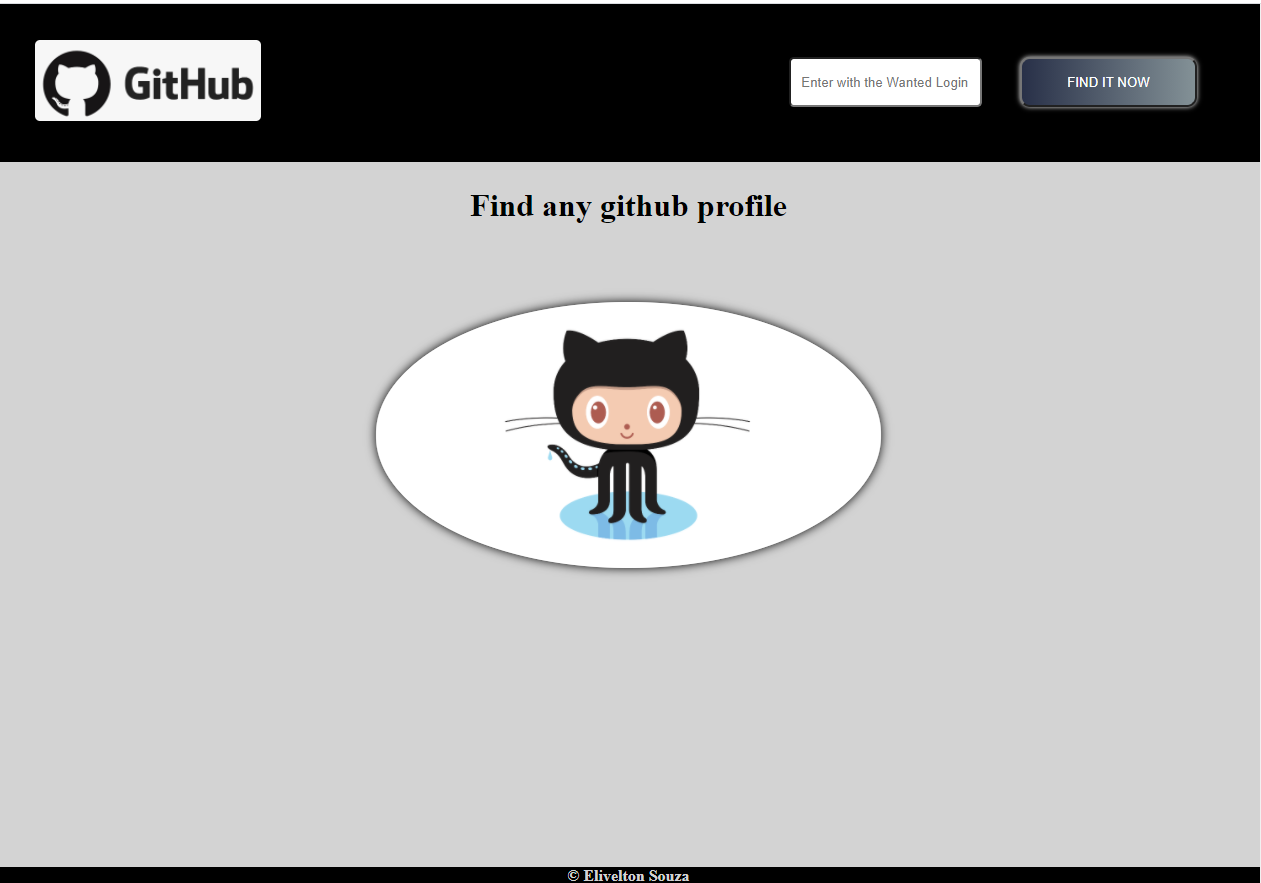 GitHub
Enter with the Wanted Login
FIND IT NOW
Find any github profile
© Elivelton Souza